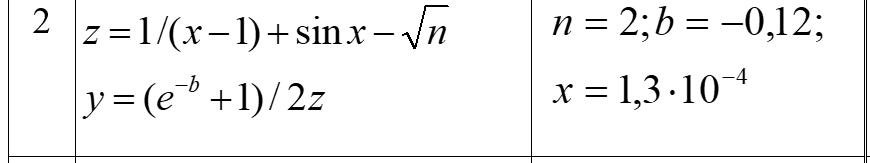 2
z = 1/(x − 1) + sin x − √n
y = (e⁻ᵇ + 1) / 2z
n = 2; b = −0,12;
x = 1,3 · 10⁻⁴